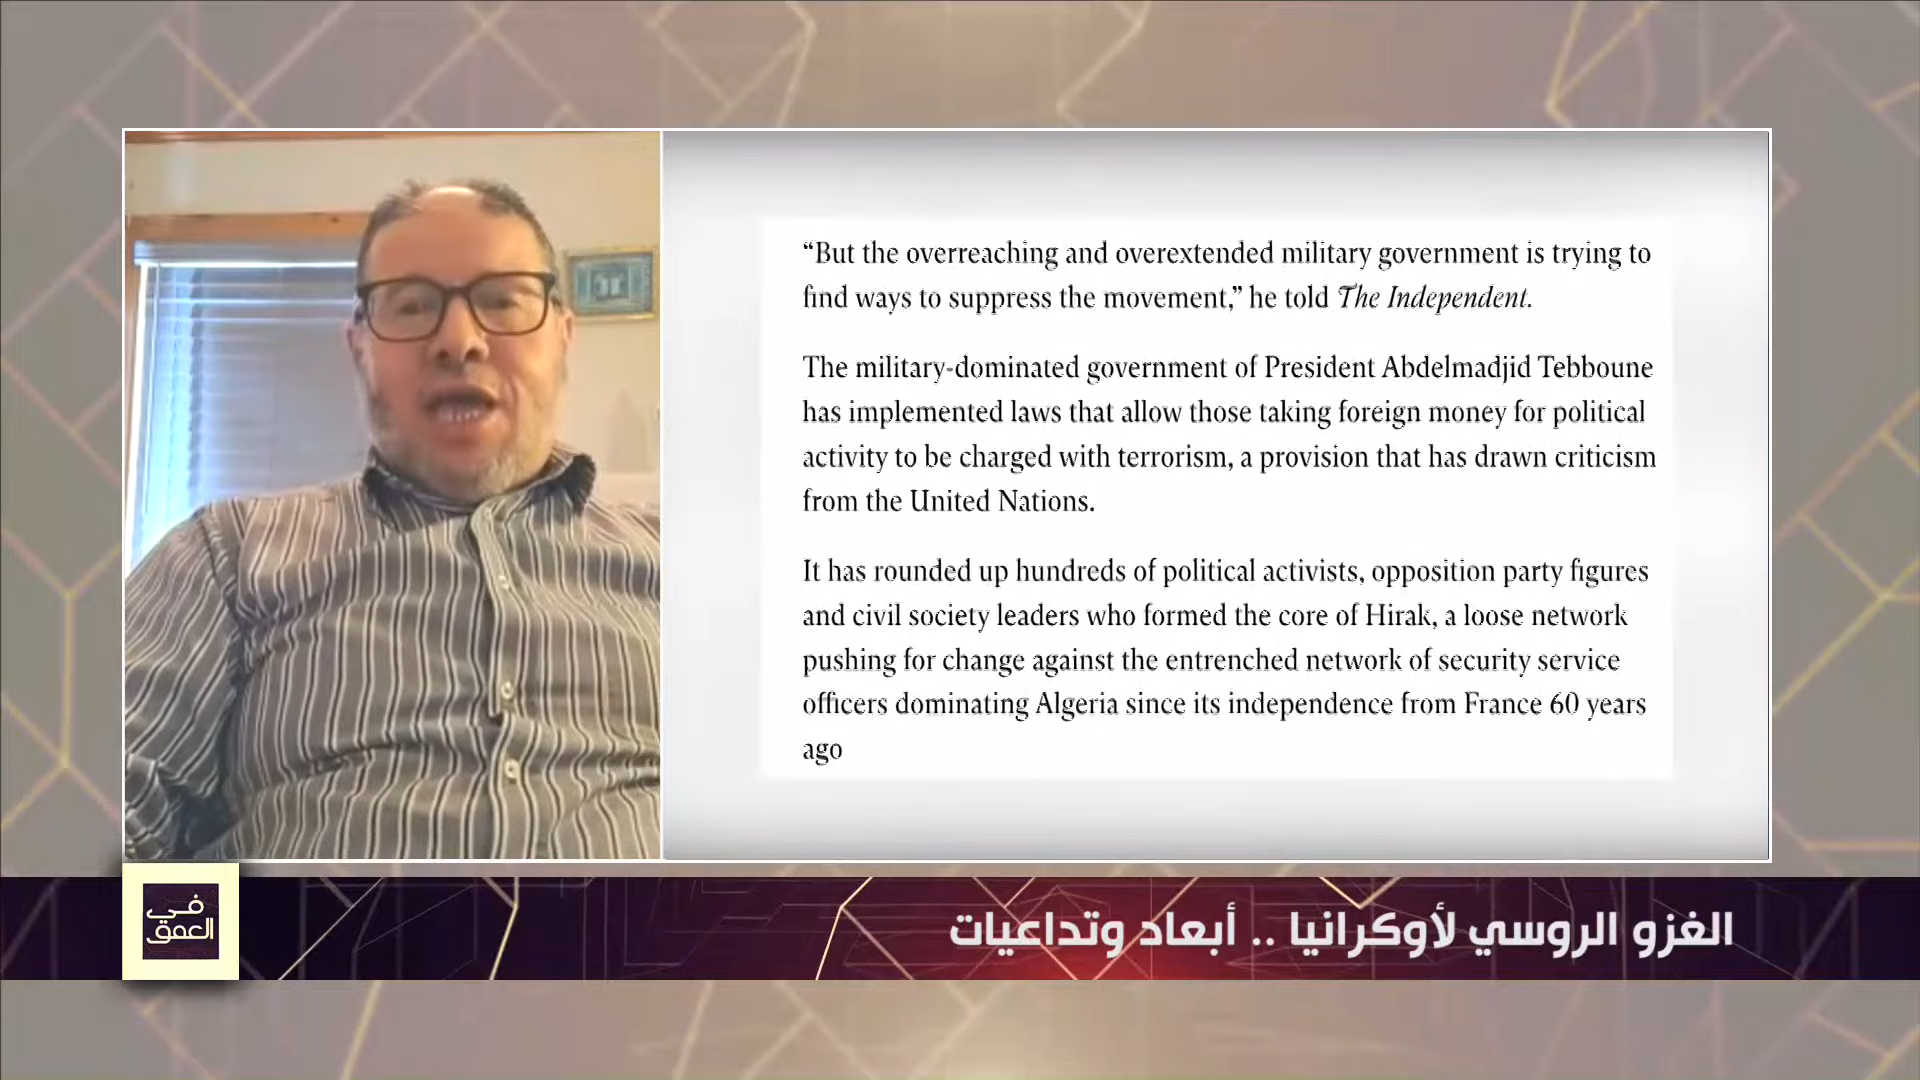 “But the overreaching and overextended military government is trying to
find ways to suppress the movement,” he told The Independent.
The military-dominated government of President Abdelmadjid Tebboune
has implemented laws that allow those taking foreign money for political
activity to be charged with terrorism, a provision that has drawn criticism
from the United Nations.
It has rounded up hundreds of political activists, opposition party figures
and civil society leaders who formed the core of Hirak, a loose network
pushing for change against the entrenched network of security service
officers dominating Algeria since its independence from France 60 years
ago
في
العمق
الغزو الروسي لأوكرانيا .. أبعاد وتداعيات